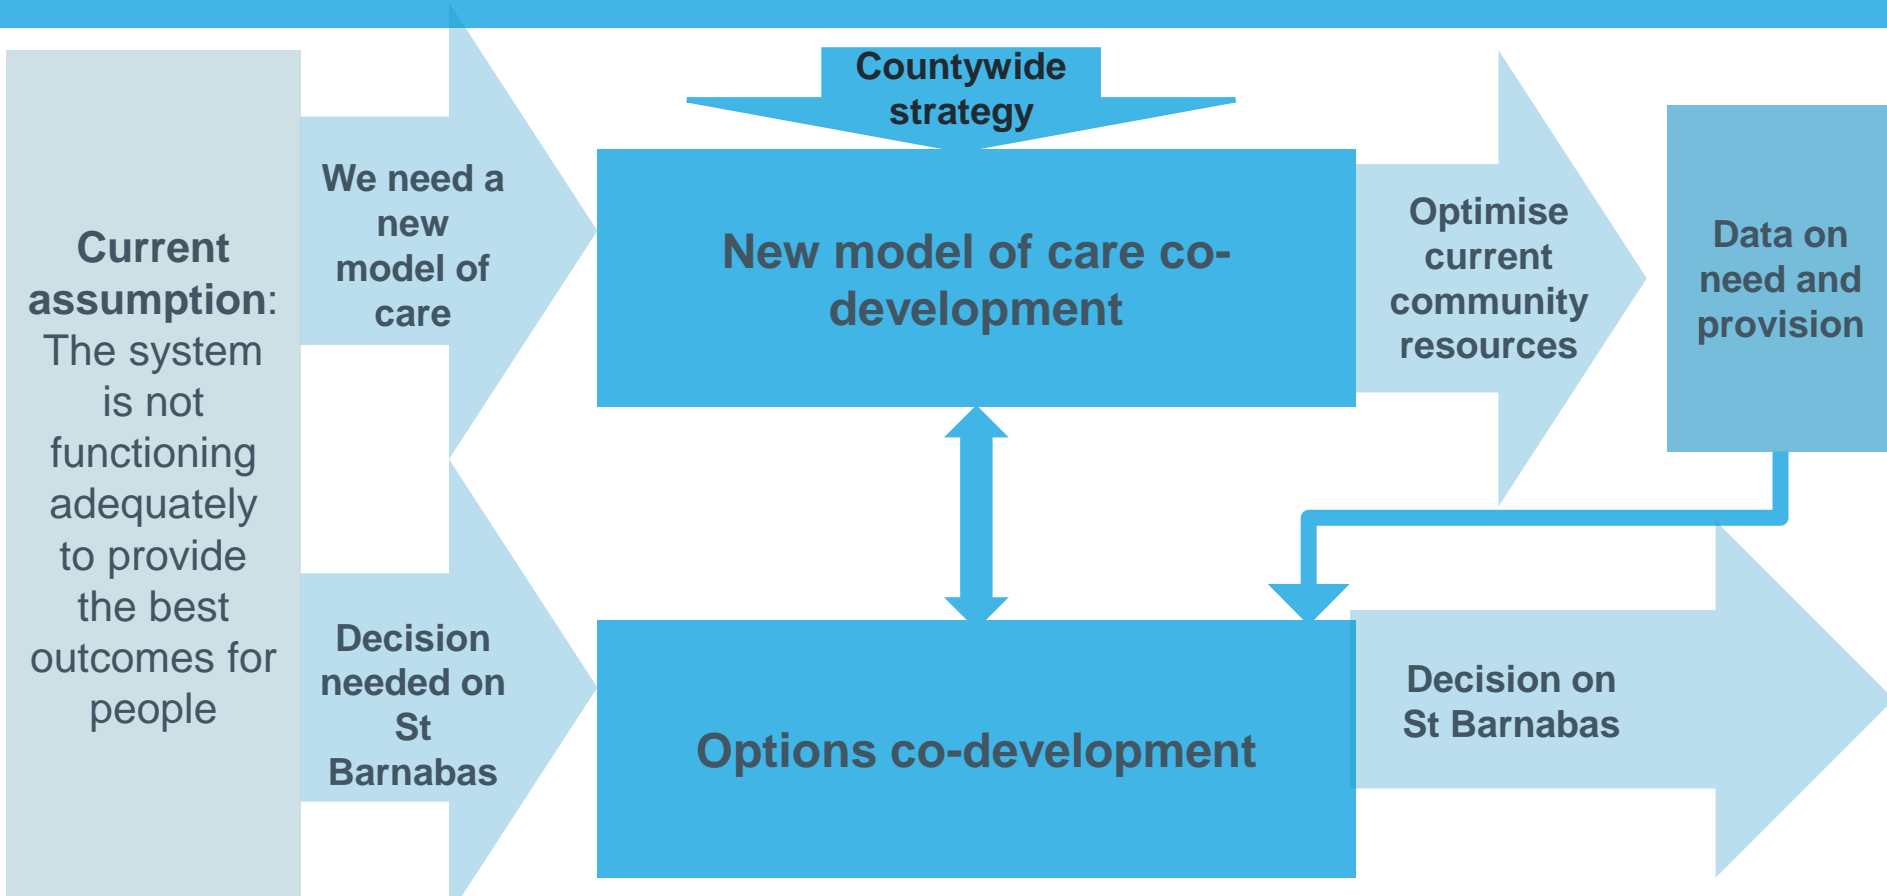 Current
assumption:
The system
is not
functioning
adequately
to provide
the best
outcomes for
people
We need a
new
model of
care
Decision
needed on
St
Barnabas
Countywide
strategy
New model of care co-
development
Options co-development
Optimise
current
community
resources
Data on
need and
provision
Decision on
St Barnabas